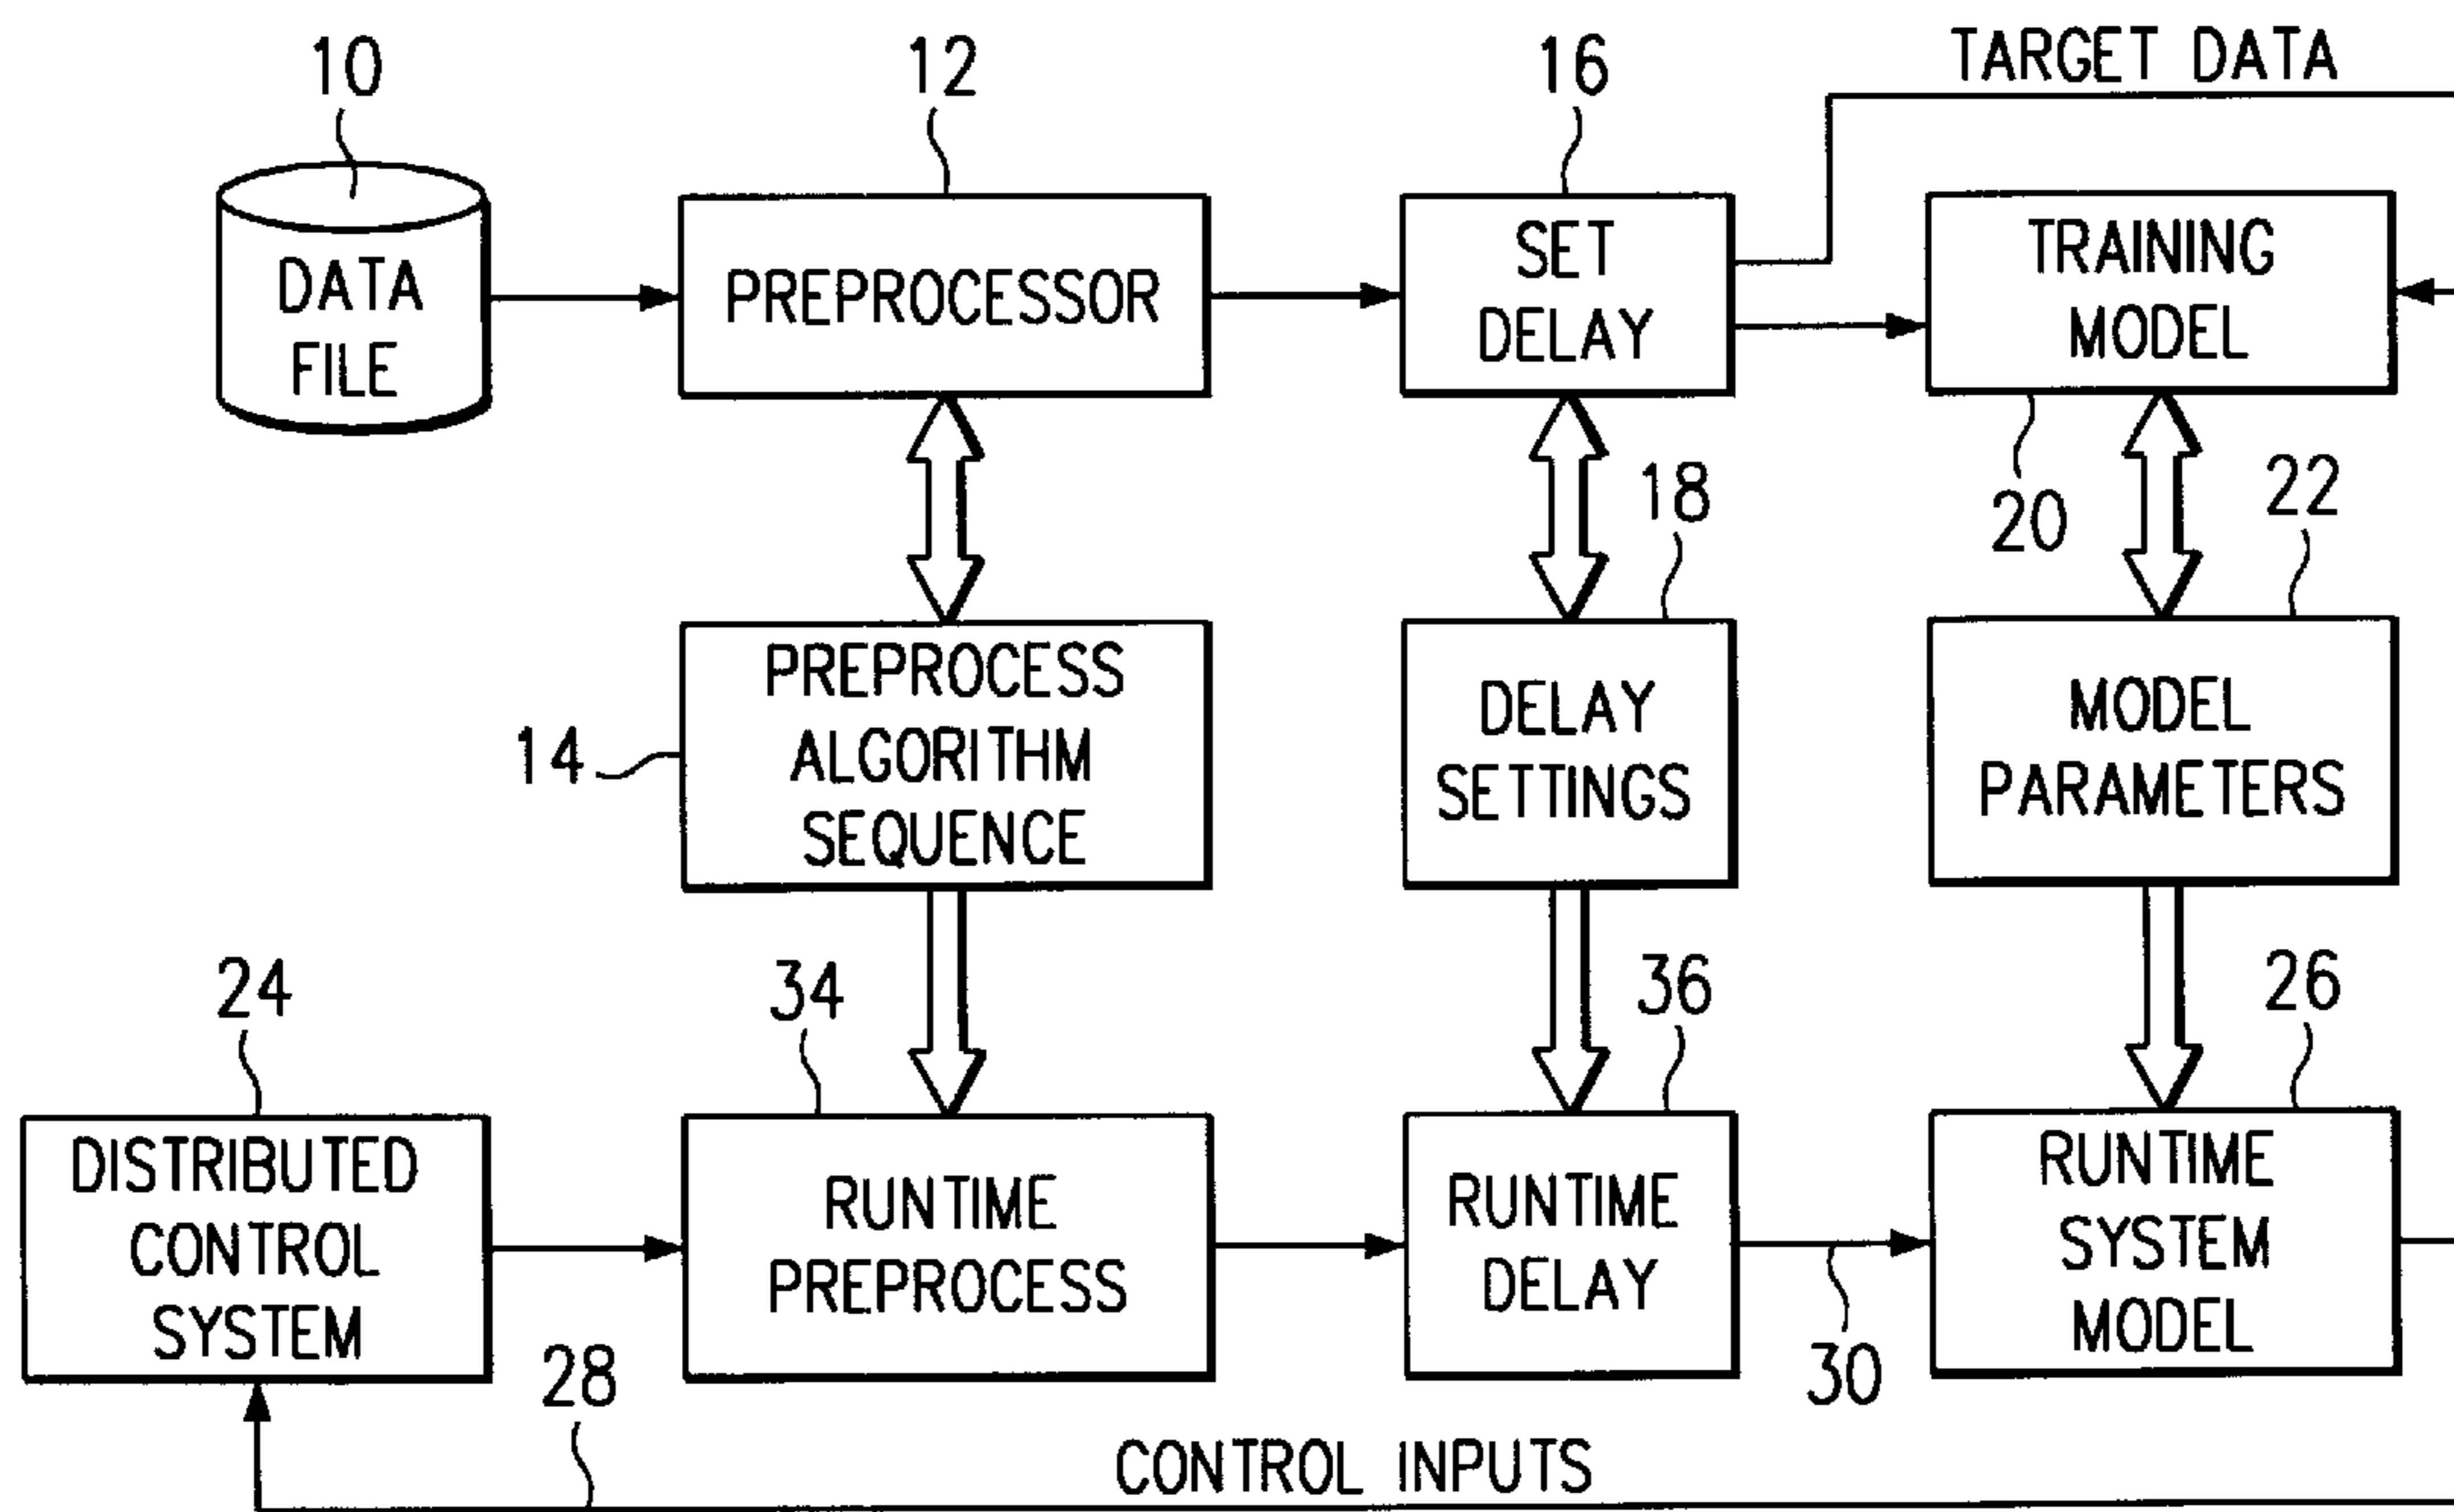 10
12
16
TARGET DATA
DATA
FILE
PREPROCESSOR
SET
DELAY
TRAINING
MODEL
18
20
22
14
PREPROCESS
ALGORITHM
SEQUENCE
DELAY
SETTINGS
MODEL
PARAMETERS
24
34
36
26
DISTRIBUTED
CONTROL
SYSTEM
RUNTIME
PREPROCESS
RUNTIME
DELAY
RUNTIME
SYSTEM
MODEL
28
30
CONTROL INPUTS